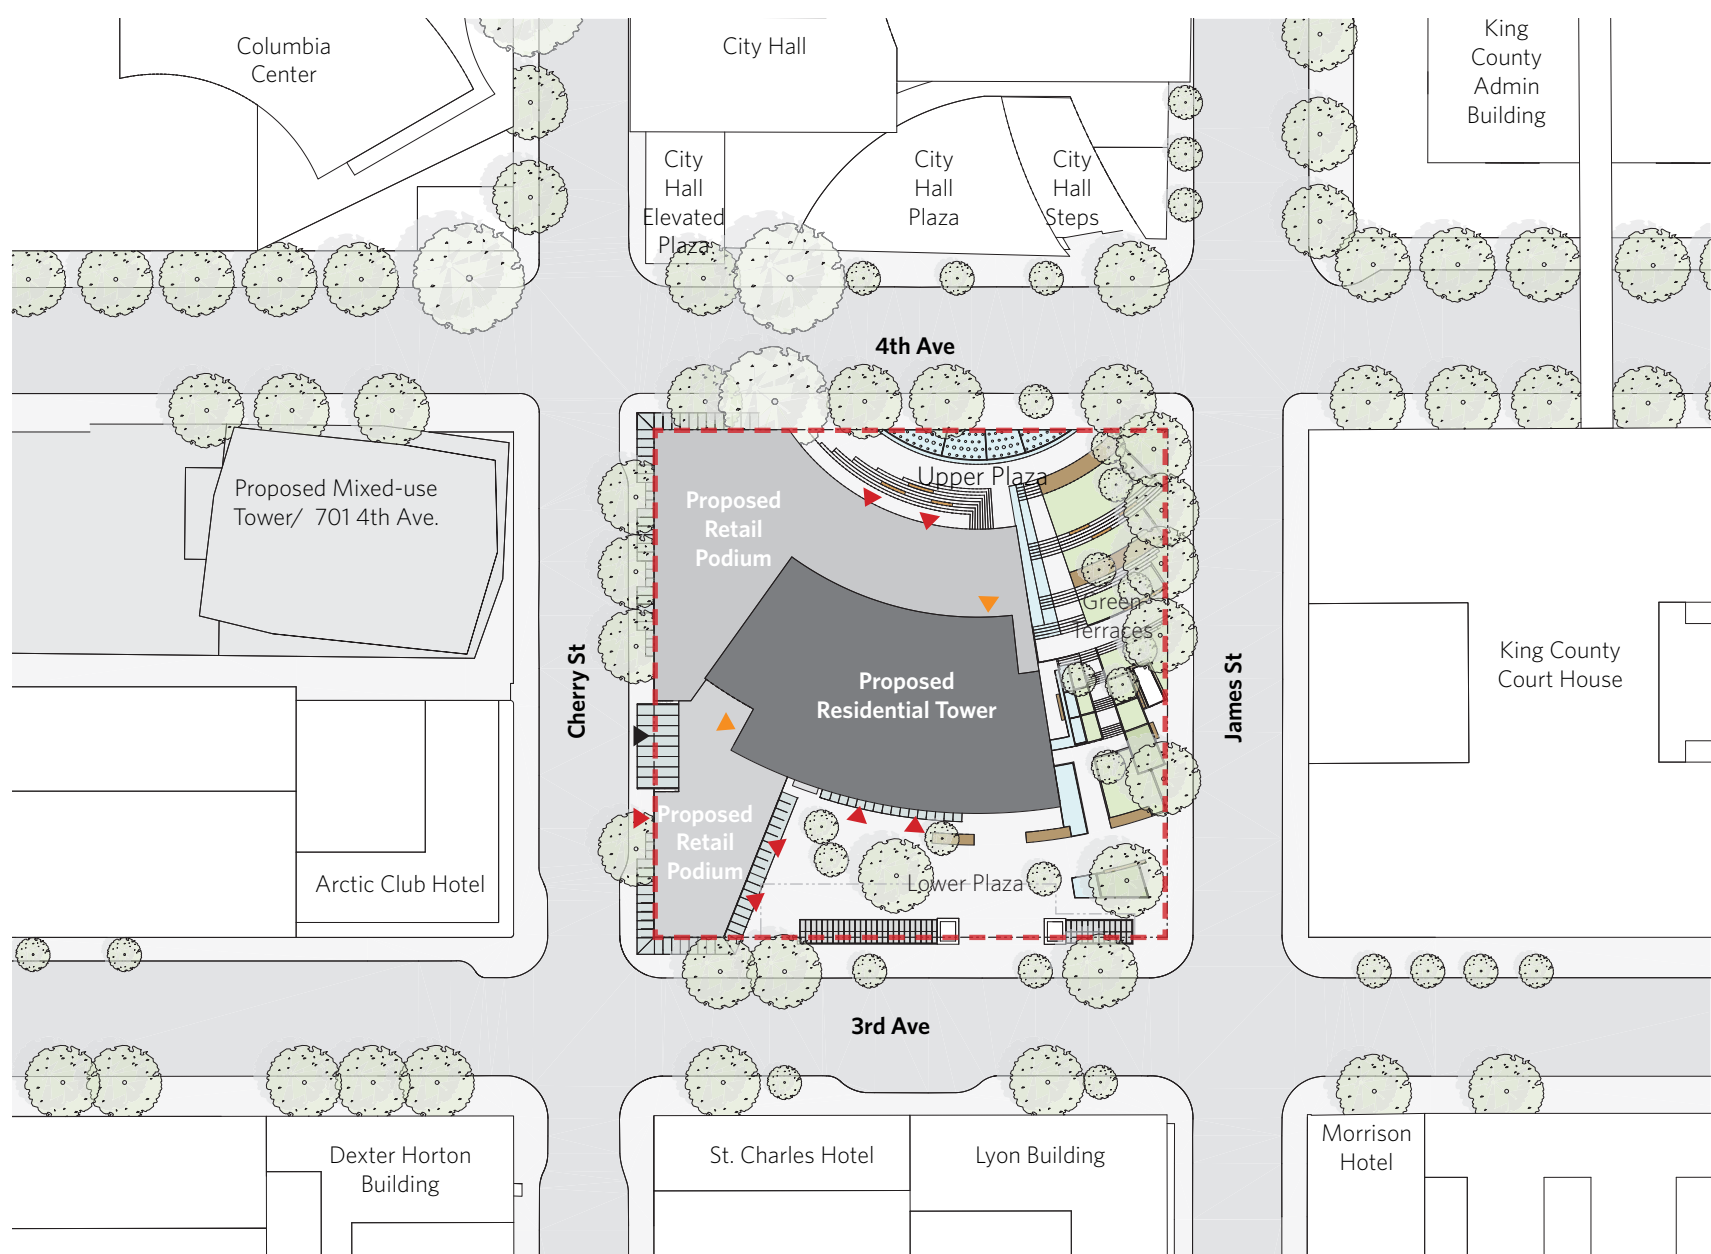 Columbia
Center
City Hall
King
County
Admin
Building
City
Hall
Elevated
Plaza
City
Hall
Plaza
City
Hall
Steps
4th Ave
Proposed Mixed-use
Tower/ 701 4th Ave.
Proposed
Retail
Podium
Upper Plaza
Green
Terraces
Proposed
Residential Tower
Cherry St
James St
King County
Court House
Proposed
Retail
Podium
Arctic Club Hotel
Lower Plaza
3rd Ave
Dexter Horton
Building
St. Charles Hotel
Lyon Building
Morrison
Hotel